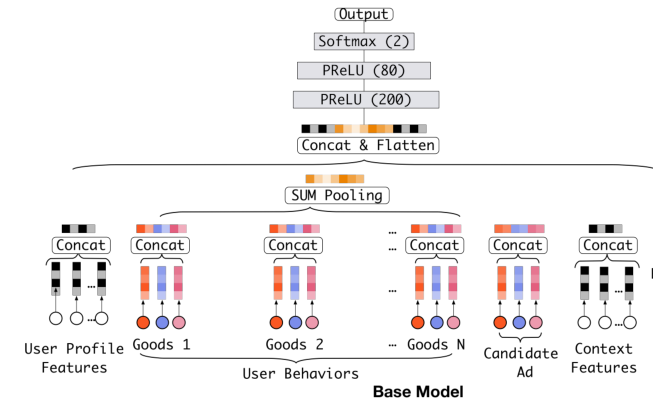 Output
Softmax (2)
PReLU (80)
PReLU (200)
Concat & Flatten
SUM Pooling
...
Concat Concat Concat ... Concat Concat Concat
... ... ...
... ...
User Profile Features
Goods 1 Goods 2 ... Goods N
Candidate Ad
Context Features
User Behaviors
Base Model